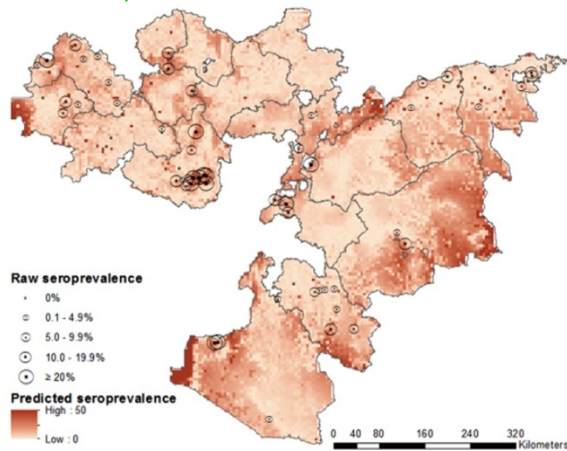 Raw seroprevalence
0%
0.1 - 4.9%
5.0 - 9.9%
10.0 - 19.9%
≥ 20%
Predicted seroprevalence
High : 50
Low : 0
0 40 80 160 240 320
Kilometers